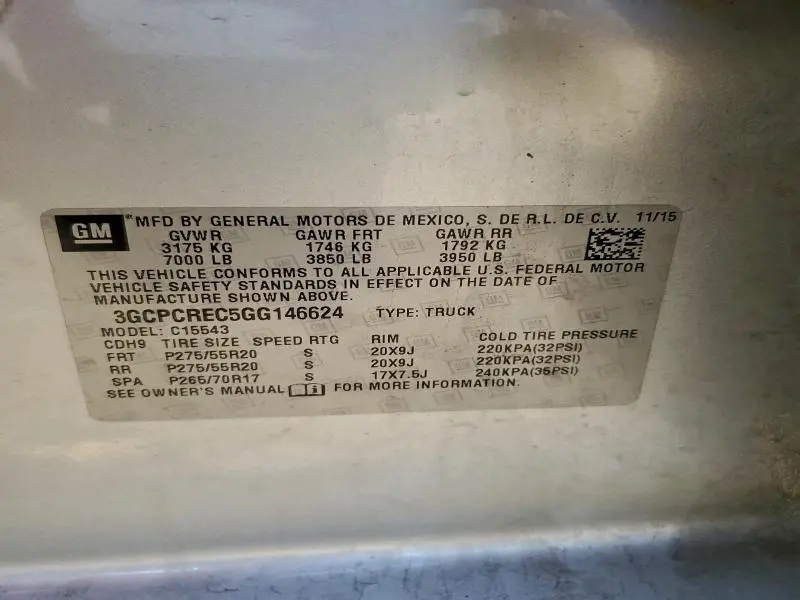 GM ® MFD BY GENERAL MOTORS DE MEXICO, S. DE R.L. DE C.V. 11/15
GVWR GAWR FRT GAWR RR
3175 KG 1746 KG 1792 KG
7000 LB 3850 LB 3950 LB
THIS VEHICLE CONFORMS TO ALL APPLICABLE U.S. FEDERAL MOTOR
VEHICLE SAFETY STANDARDS IN EFFECT ON THE DATE OF
MANUFACTURE SHOWN ABOVE.
3GCPCREC5GG146624 TYPE: TRUCK
MODEL: C15543
CDH9 TIRE SIZE SPEED RTG RIM COLD TIRE PRESSURE
FRT P275/55R20 S 20X9J 220KPA(32PSI)
RR P275/55R20 S 20X9J 220KPA(32PSI)
SPA P265/70R17 S 17X7.5J 240KPA(35PSI)
SEE OWNER'S MANUAL FOR MORE INFORMATION.